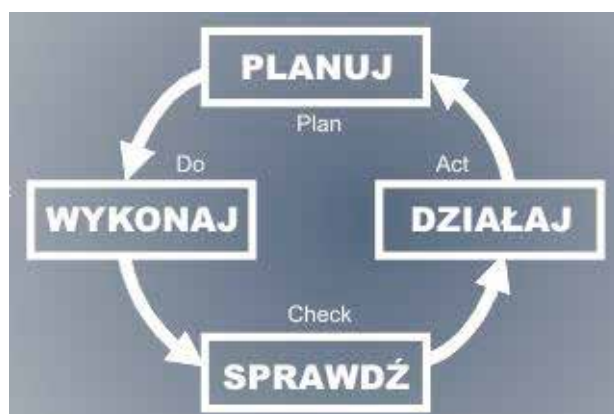 PLANUJ
Plan
Do
Act
WYKONAJ
DZIAŁAJ
Check
SPRAWDŹ